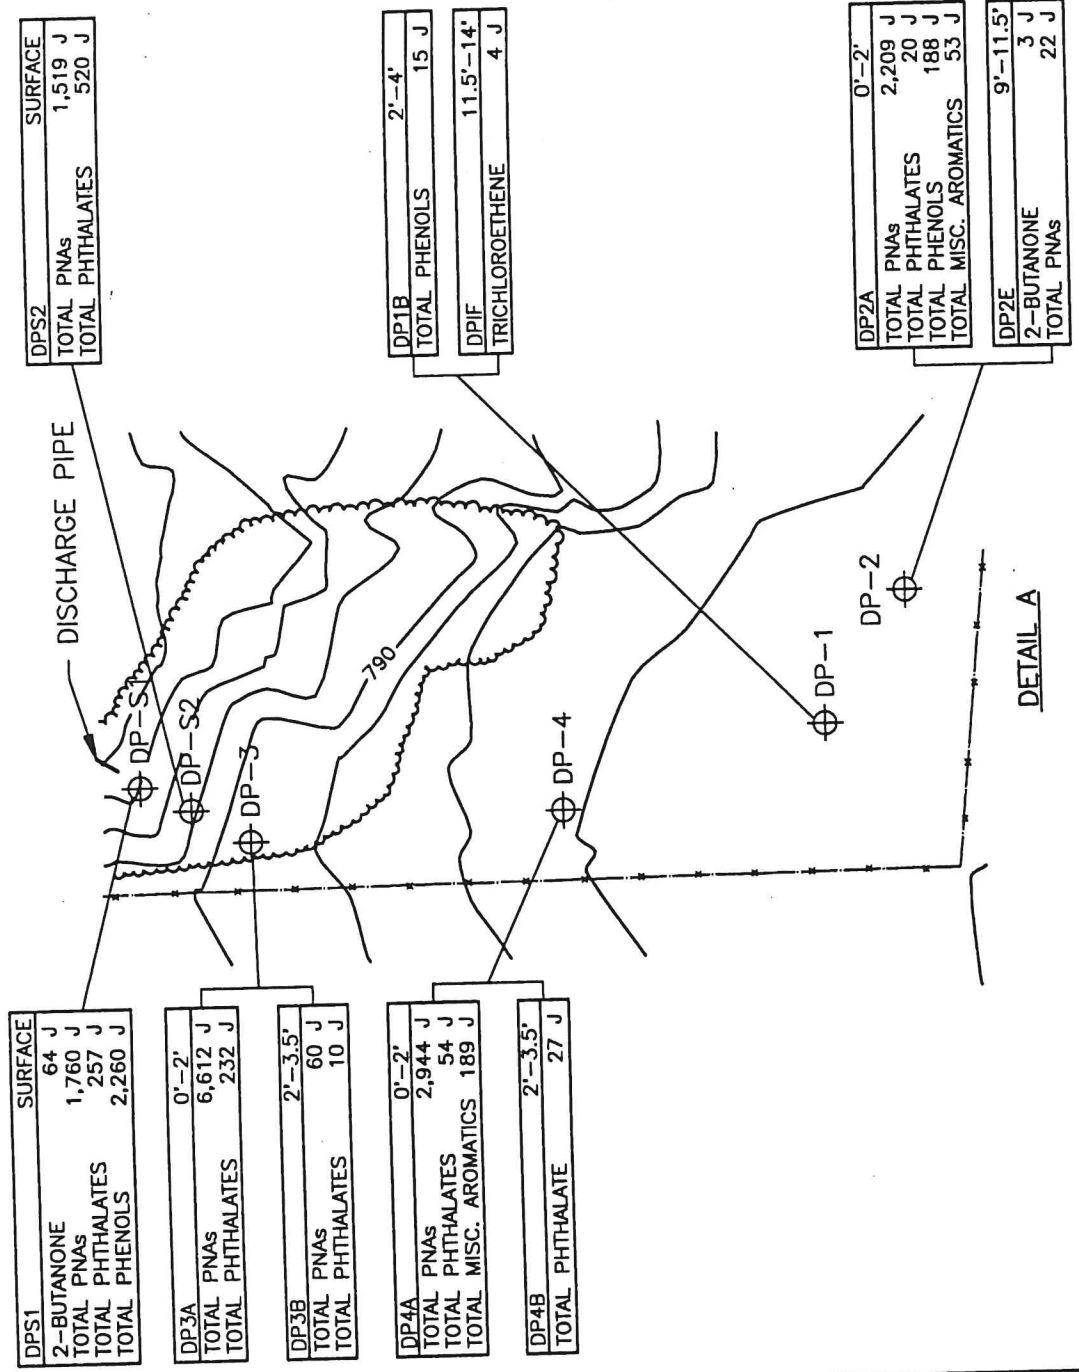 DPS1 SURFACE
2-BUTANONE 64 J
TOTAL PNAs 1,760 J
TOTAL PHTHALATES 257 J
TOTAL PHENOLS 2,260 J
DP3A 0'-2'
TOTAL PNAs 6,612 J
TOTAL PHTHALATES 232 J
DP3B 2'-3.5'
TOTAL PNAs 60 J
TOTAL PHTHALATES 10 J
DP4A 0'-2'
TOTAL PNAs 2,944 J
TOTAL PHTHALATES 54 J
TOTAL MISC. AROMATICS 189 J
DP4B 2'-3.5'
TOTAL PHTHALATE 27 J
DISCHARGE PIPE
DP-S1
DP-S2
DP-3
790
DP-4
DP-1
DP-2
DPS2 SURFACE
TOTAL PNAs 1,519 J
TOTAL PHTHALATES 520 J
DP1B 2'-4'
TOTAL PHENOLS 15 J
DPIF 11.5'-14'
TRICHLOROETHENE 4 J
DP2A 0'-2'
TOTAL PNAs 2,209 J
TOTAL PHTHALATES 20 J
TOTAL PHENOLS 188 J
TOTAL MISC. AROMATICS 53 J
DP2E 9'-11.5'
2-BUTANONE 3 J
TOTAL PNAs 22 J
DETAIL A